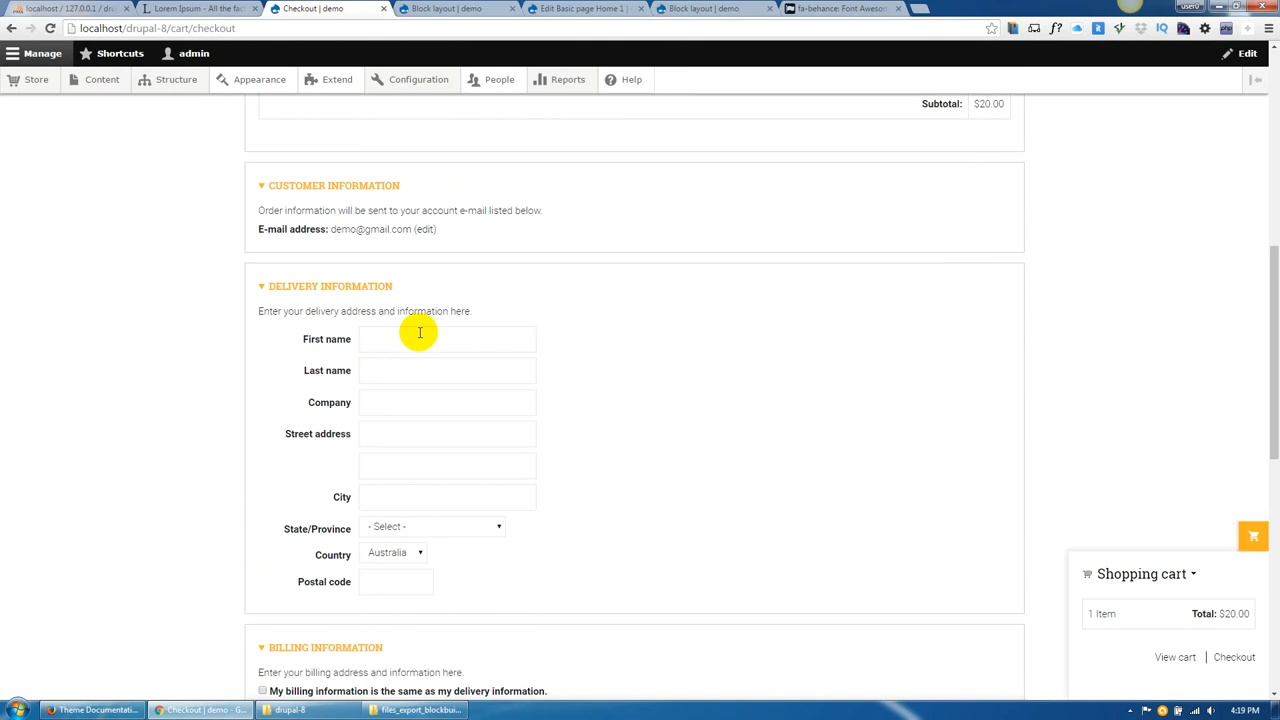 localhost / 127.0.0.1 / dru
Lorem Ipsum - All the fac
Checkout | demo
Block layout | demo
Edit Basic page Home 1 |
Block layout | demo
fa-behance: Font Aweson
user0
localhost/drupal-8/cart/checkout
Manage
Shortcuts
admin
Edit
Store
Content
Structure
Appearance
Extend
Configuration
People
Reports
Help
Subtotal:
$20.00
CUSTOMER INFORMATION
Order information will be sent to your account e-mail listed below.
E-mail address: demo@gmail.com (edit)
DELIVERY INFORMATION
Enter your delivery address and information here.
First name
Last name
Company
Street address
City
State/Province
- Select -
Country
Australia
Postal code
Shopping cart
1 Item
Total: $20.00
View cart
Checkout
BILLING INFORMATION
Enter your billing address and information here.
My billing information is the same as my delivery information.
Theme Documentati...
Checkout | demo - G...
drupal-8
files_export_blockbui...
4:19 PM